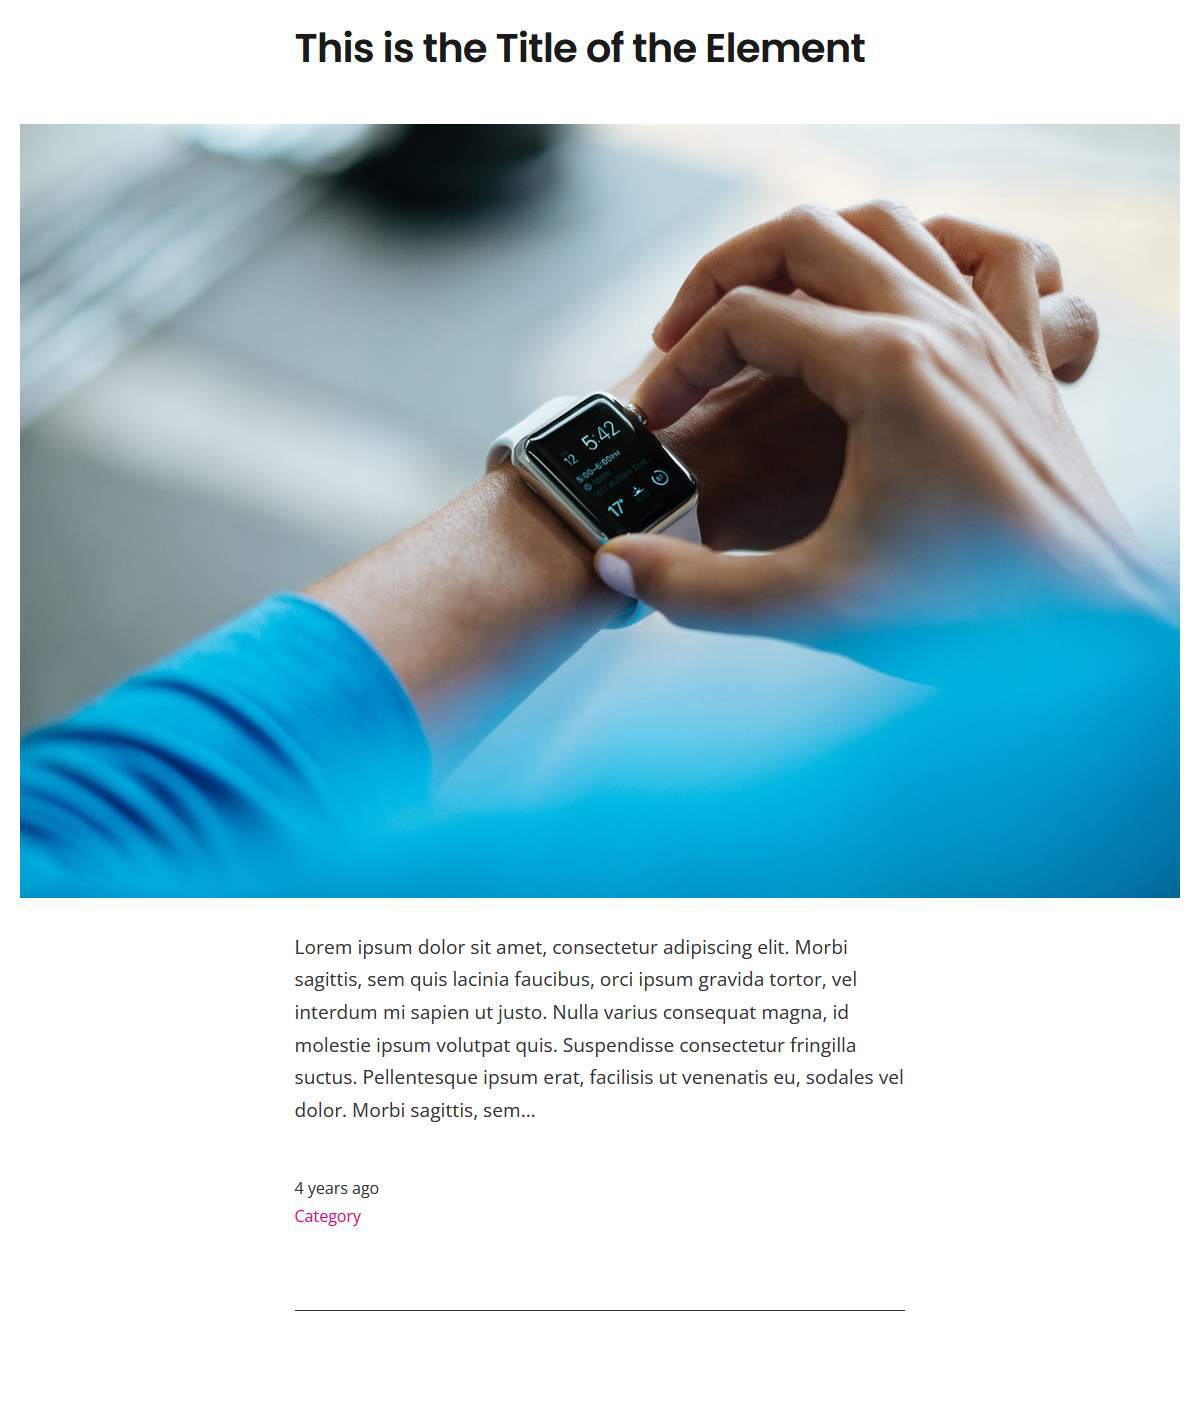 This is the Title of the Element
5:42
12
5:00–6:00PM
17°
Lorem ipsum dolor sit amet, consectetur adipiscing elit. Morbi
sagittis, sem quis lacinia faucibus, orci ipsum gravida tortor, vel
interdum mi sapien ut justo. Nulla varius consequat magna, id
molestie ipsum volutpat quis. Suspendisse consectetur fringilla
suctus. Pellentesque ipsum erat, facilisis ut venenatis eu, sodales vel
dolor. Morbi sagittis, sem...
4 years ago
Category